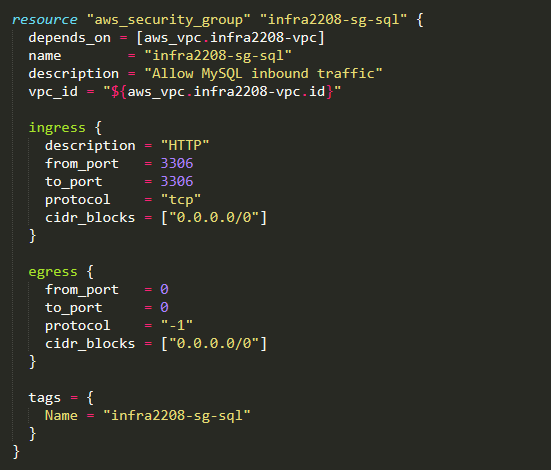 resource "aws_security_group" "infra2208-sg-sql" {
  depends_on = [aws_vpc.infra2208-vpc]
  name        = "infra2208-sg-sql"
  description = "Allow MySQL inbound traffic"
  vpc_id = "${aws_vpc.infra2208-vpc.id}"

  ingress {
    description = "HTTP"
    from_port   = 3306
    to_port     = 3306
    protocol    = "tcp"
    cidr_blocks = ["0.0.0.0/0"]
  }

  egress {
    from_port   = 0
    to_port     = 0
    protocol    = "-1"
    cidr_blocks = ["0.0.0.0/0"]
  }

  tags = {
    Name = "infra2208-sg-sql"
  }
}